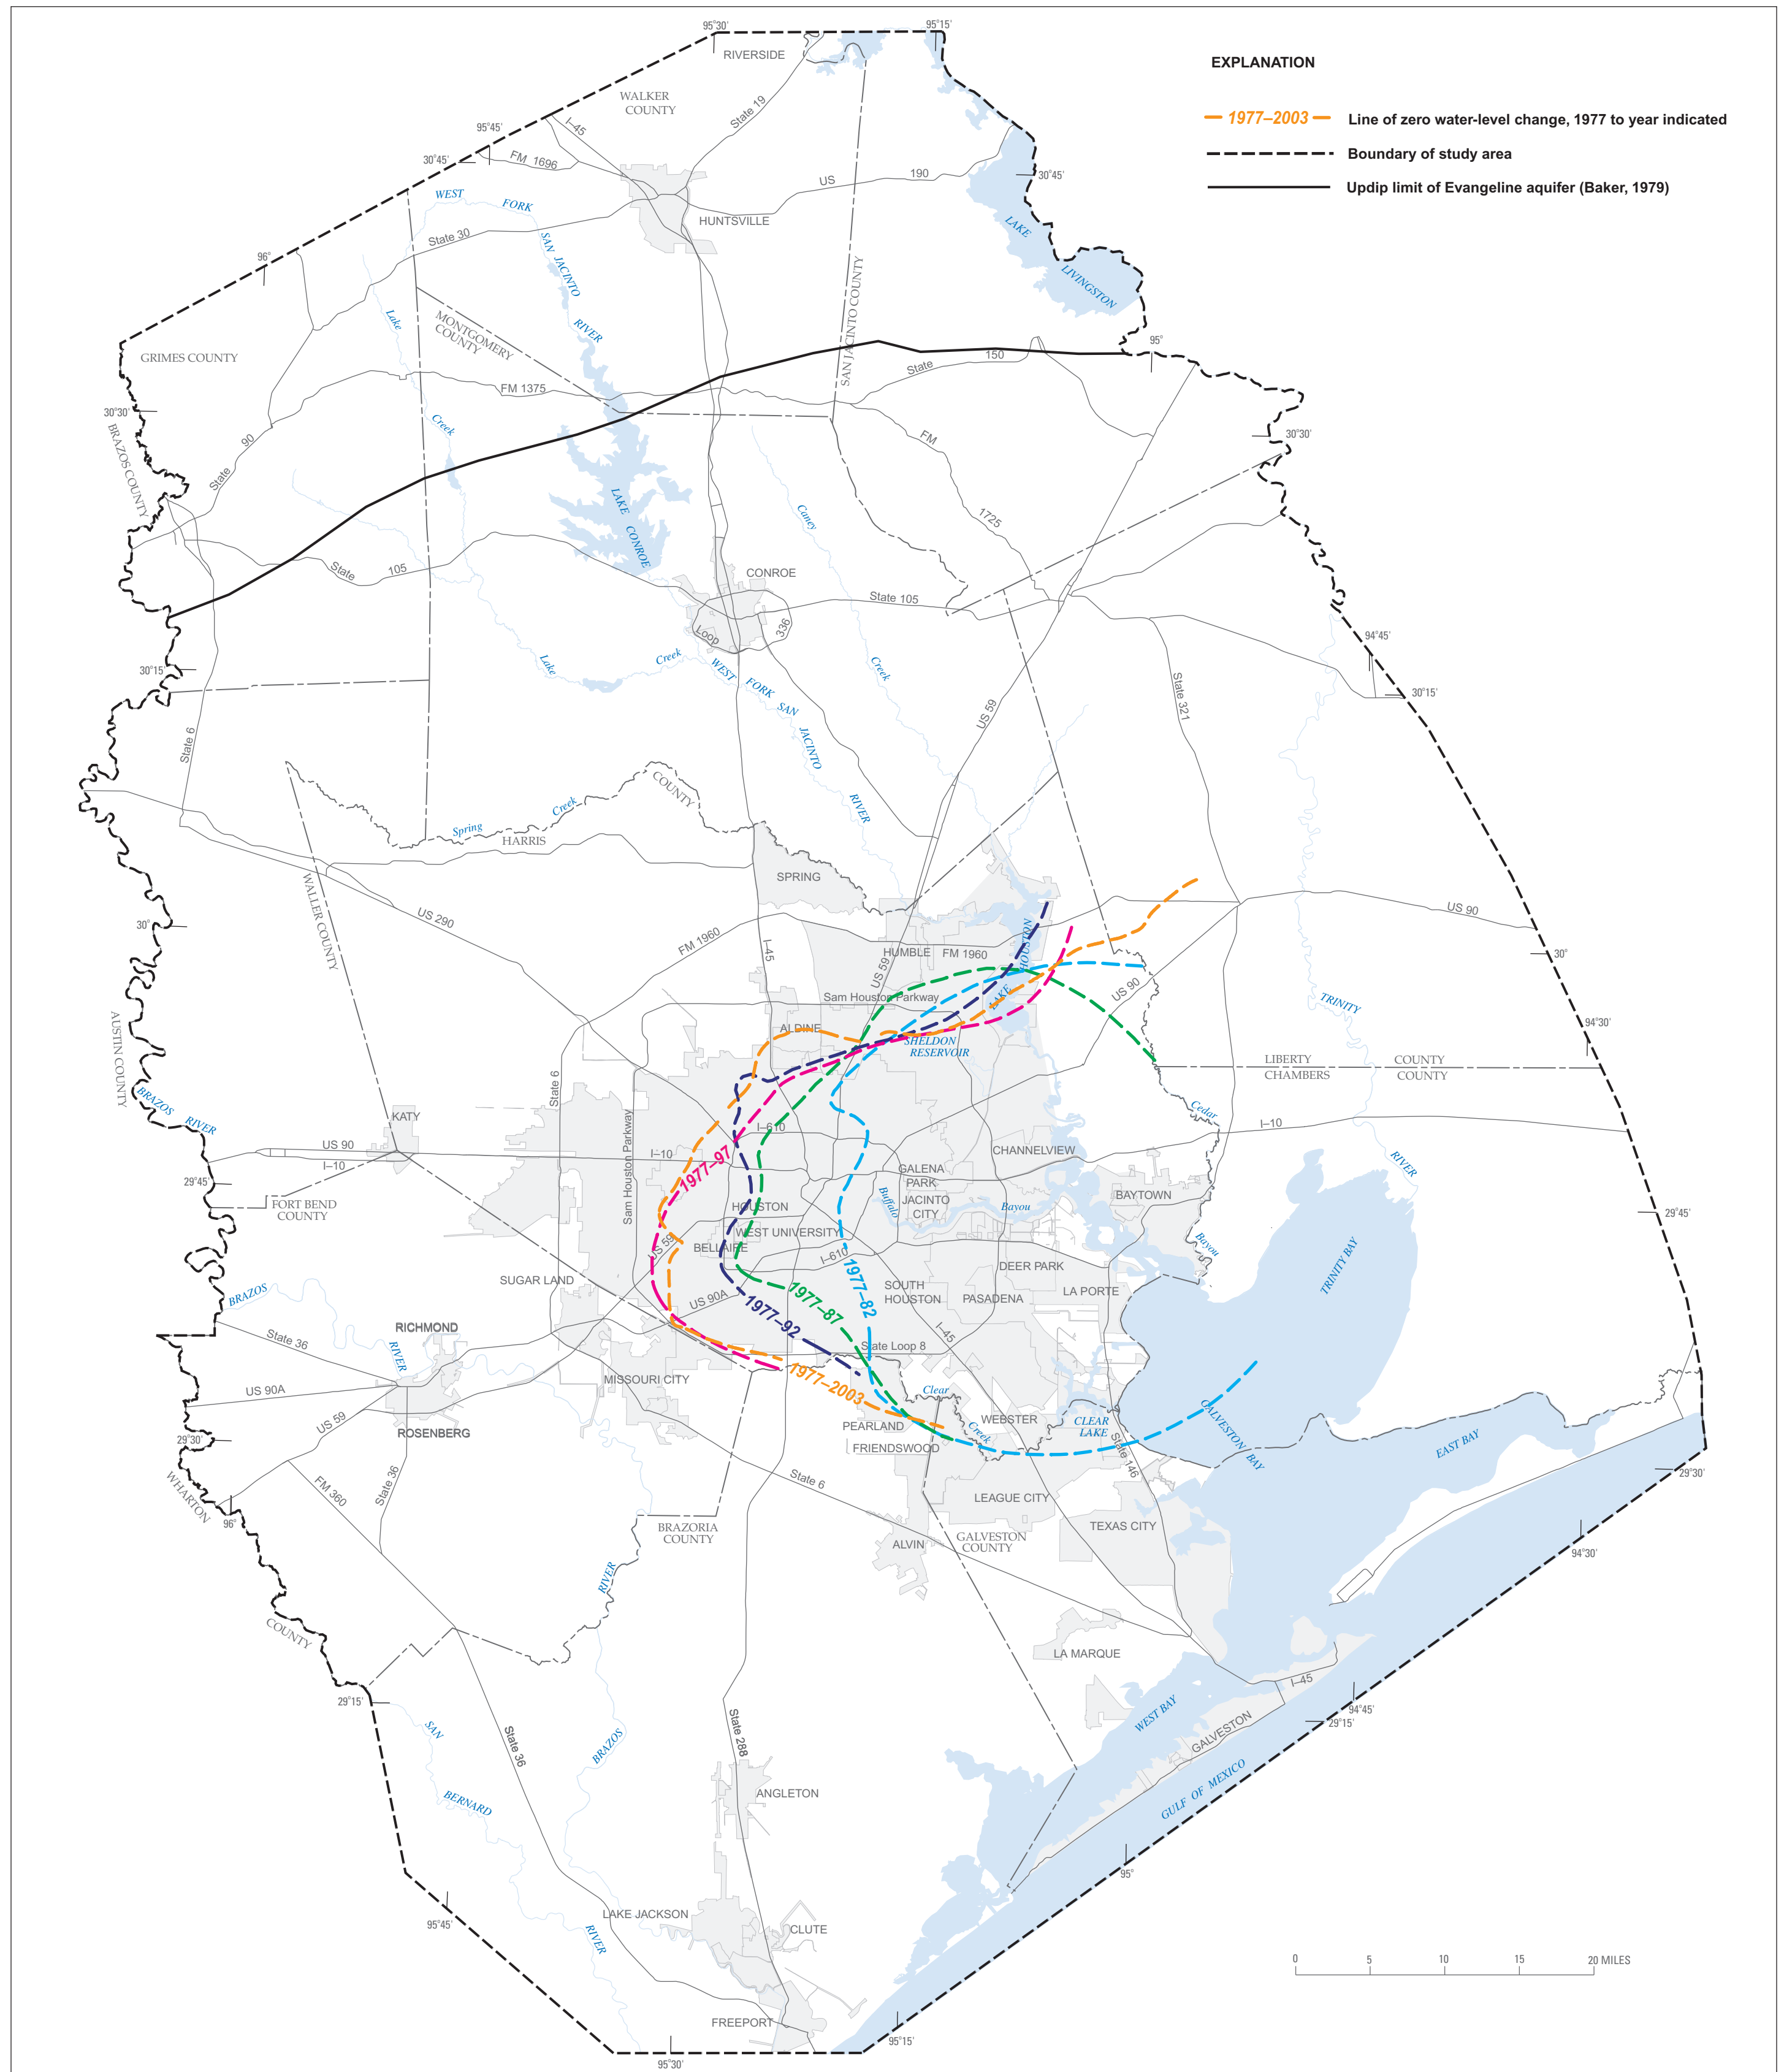 95°30'
95°15'
RIVERSIDE
EXPLANATION
WALKER
COUNTY
State 19
1977–2003
Line of zero water-level change, 1977 to year indicated
I–45
95°45'
Boundary of study area
30°45'
FM 1696
US
190
30°45'
Updip limit of Evangeline aquifer (Baker, 1979)
WEST
FORK
HUNTSVILLE
LAKE
State 30
SAN JACINTO
96°
LIVINGSTON
SAN JACINTO COUNTY
Lake
MONTGOMERY
COUNTY
RIVER
GRIMES COUNTY
95°
150
State
FM 1375
30°30'
Creek
BRAZOS COUNTY
FM
30°30'
90
State
LAKE
CONROE
Caney
1725
State
105
CONROE
State 105
Loop
336
94°45'
30°15'
Lake
Creek
WEST
FORK
SAN
JACINTO
Creek
State 321
30°15'
US 59
State 6
COUNTY
RIVER
Creek
Spring
HARRIS
SPRING
WALLER COUNTY
US 290
US 90
30°
FM 1960
I–45
HUMBLE
FM 1960
HOUSTON
30°
US 59
US 90
LAKE
Sam Houston Parkway
TRINITY
ALDINE
AUSTIN COUNTY
94°30'
SHELDON
RESERVOIR
LIBERTY
COUNTY
CHAMBERS
COUNTY
State 6
BRAZOS
RIVER
KATY
Cedar
I–610
I–10
US 90
Sam Houston Parkway
I–10
CHANNELVIEW
I–10
1977–97
GALENA
PARK
RIVER
29°45'
BAYTOWN
FORT BEND
COUNTY
Buffalo
JACINTO
CITY
HOUSTON
Bayou
29°45'
WEST UNIVERSITY
US 59
BELLAIRE
I–610
Bayou
TRINITY BAY
DEER PARK
SUGAR LAND
1977–82
SOUTH
HOUSTON
PASADENA
LA PORTE
BRAZOS
US 90A
1977–87
1977–92
RICHMOND
State 36
I–45
RIVER
State Loop 8
MISSOURI CITY
1977–2003
US 90A
Clear
US 59
PEARLAND
WEBSTER
CLEAR
LAKE
GALVESTON
BAY
ROSENBERG
Creek
29°30'
FRIENDSWOOD
EAST BAY
State 146
State 6
29°30'
WHARTON
FM 360
State 36
LEAGUE CITY
96°
BRAZORIA
COUNTY
TEXAS CITY
GALVESTON
COUNTY
ALVIN
94°30'
RIVER
COUNTY
LA MARQUE
I–45
29°15'
94°45'
WEST BAY
29°15'
SAN
State 36
BRAZOS
State 288
GALVESTON
GULF OF MEXICO
BERNARD
ANGLETON
95°
LAKE JACKSON
95°45'
CLUTE
RIVER
0
5
10
15
20 MILES
FREEPORT
95°15'
95°30'